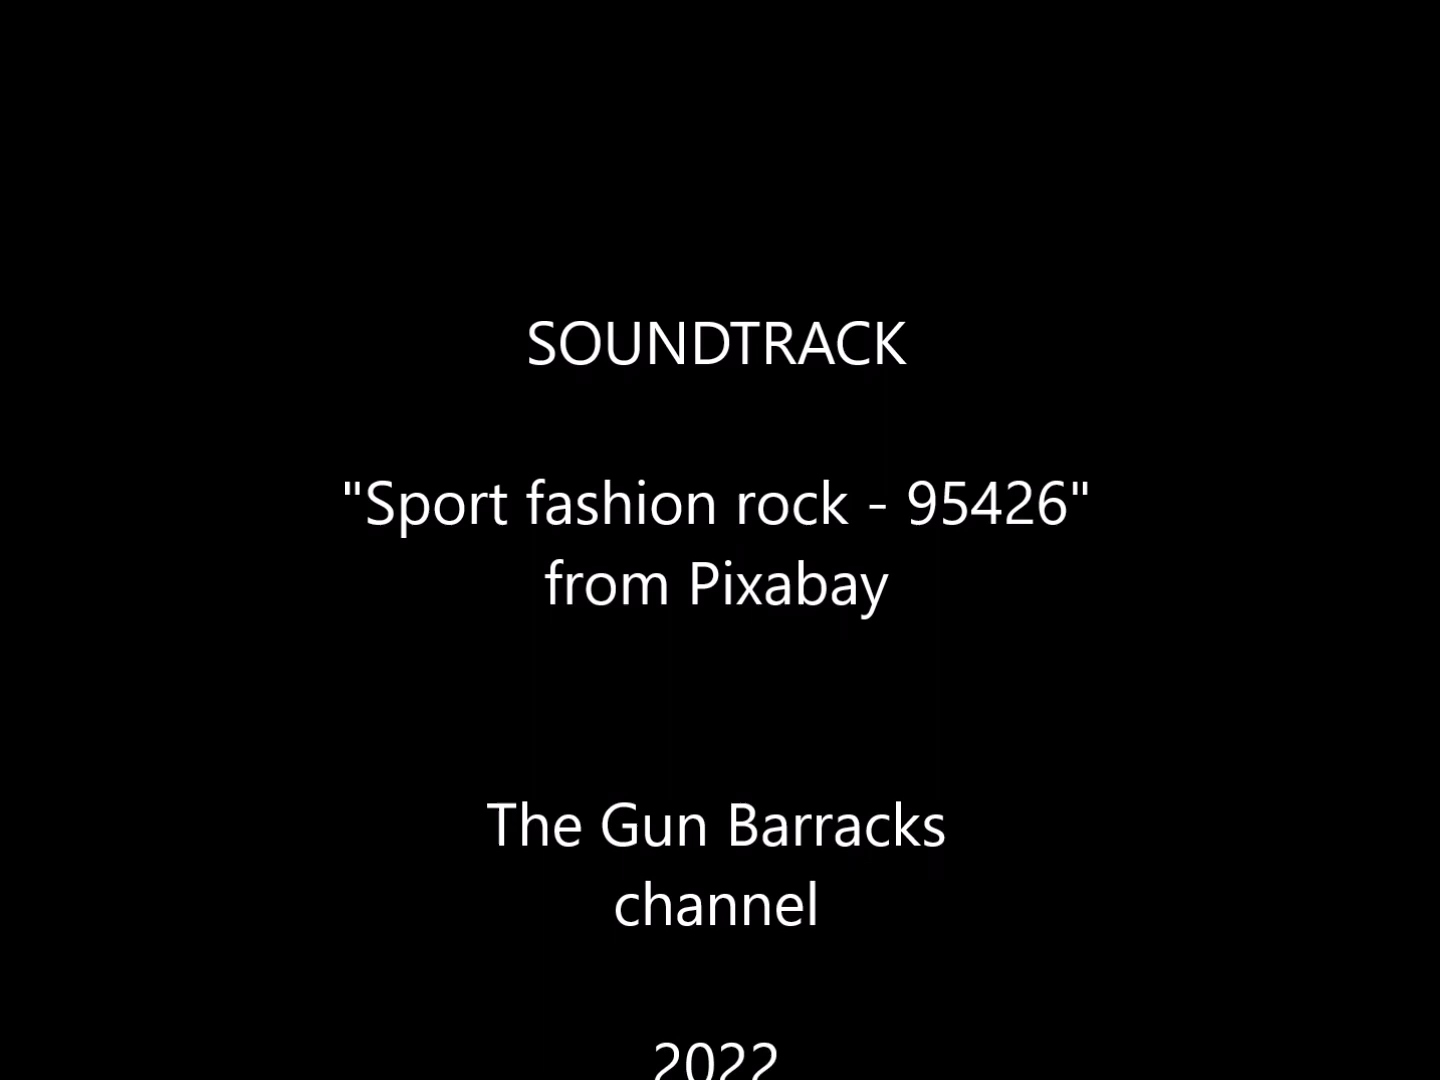 SOUNDTRACK
"Sport fashion rock - 95426"
from Pixabay
The Gun Barracks
channel
2022